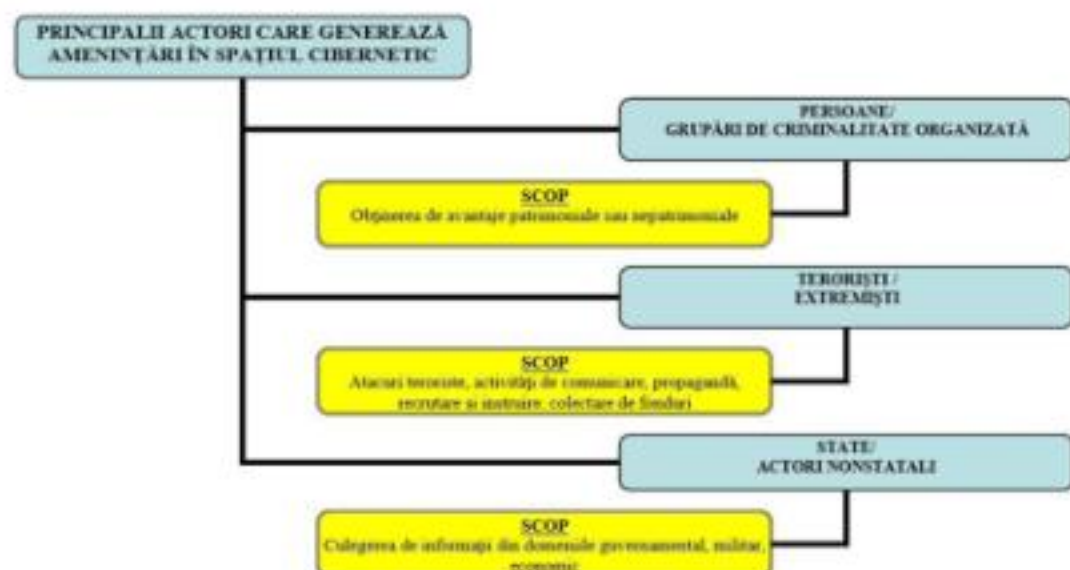 PRINCIPALII ACTORI CARE GENEREAZĂ
AMENINȚĂRI ÎN SPAȚIUL CIBERNETIC
PERSOANE/
GRUPĂRI DE CRIMINALITATE ORGANIZATĂ
SCOP
Obținerea de avantaje patrimoniale sau nepatrimoniale
TERORIȘTI /
EXTREMIȘTI
SCOP
Atacuri teroriste, activități de comunicare, propagandă,
recrutare si instruire, colectare de fonduri
STATE/
ACTORI NONSTATALI
SCOP
Culegerea de informații din domeniile guvernamental, militar,
economic